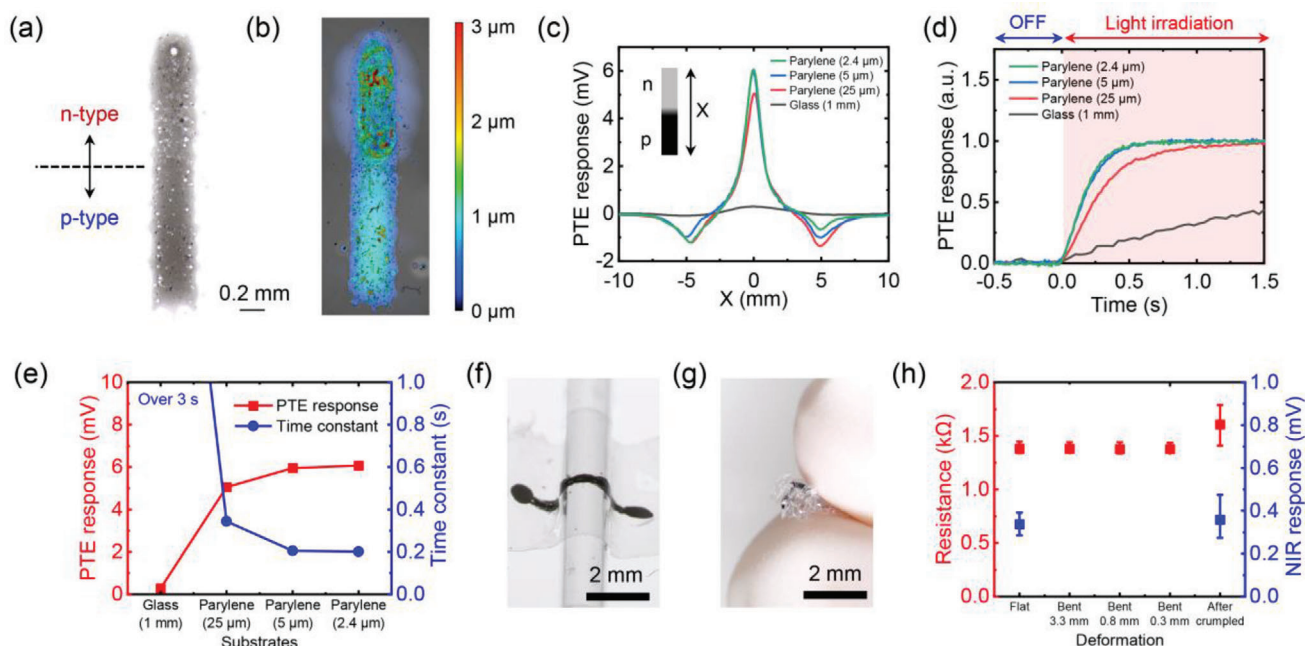 (a)
n-type
p-type
0.2 mm
(b)
3 µm
2 µm
1 µm
0 µm
(c)
PTE response (mV)
6
4
2
0
-2
n
p
X
Parylene (2.4 µm)
Parylene (5 µm)
Parylene (25 µm)
Glass (1 mm)
-10
-5
0
5
10
X (mm)
(d)
OFF
Light irradiation
PTE response (a.u.)
1.5
1.0
0.5
0.0
Parylene (2.4 µm)
Parylene (5 µm)
Parylene (25 µm)
Glass (1 mm)
-0.5
0.0
0.5
1.0
1.5
Time (s)
(e)
PTE response (mV)
10
8
6
4
2
0
Over 3 s
PTE response
Time constant
1.0
0.8
0.6
0.4
0.2
0.0
Time constant (s)
Glass
(1 mm)
Parylene
(25 µm)
Parylene
(5 µm)
Parylene
(2.4 µm)
Substrates
(f)
2 mm
(g)
2 mm
(h)
Resistance (kΩ)
2.0
1.5
1.0
0.5
0.0
1.0
0.8
0.6
0.4
0.2
0.0
NIR response (mV)
Flat
Bent
3.3 mm
Bent
0.8 mm
Bent
0.3 mm
After
crumpled
Deformation